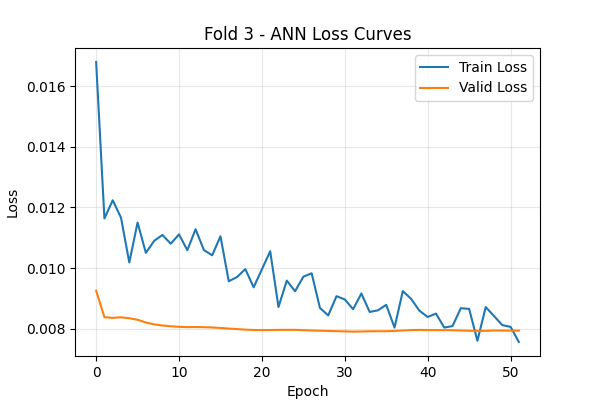 Fold 3 - ANN Loss Curves
Train Loss
Valid Loss
Loss
0.016
0.014
0.012
0.010
0.008
0 10 20 30 40 50
Epoch